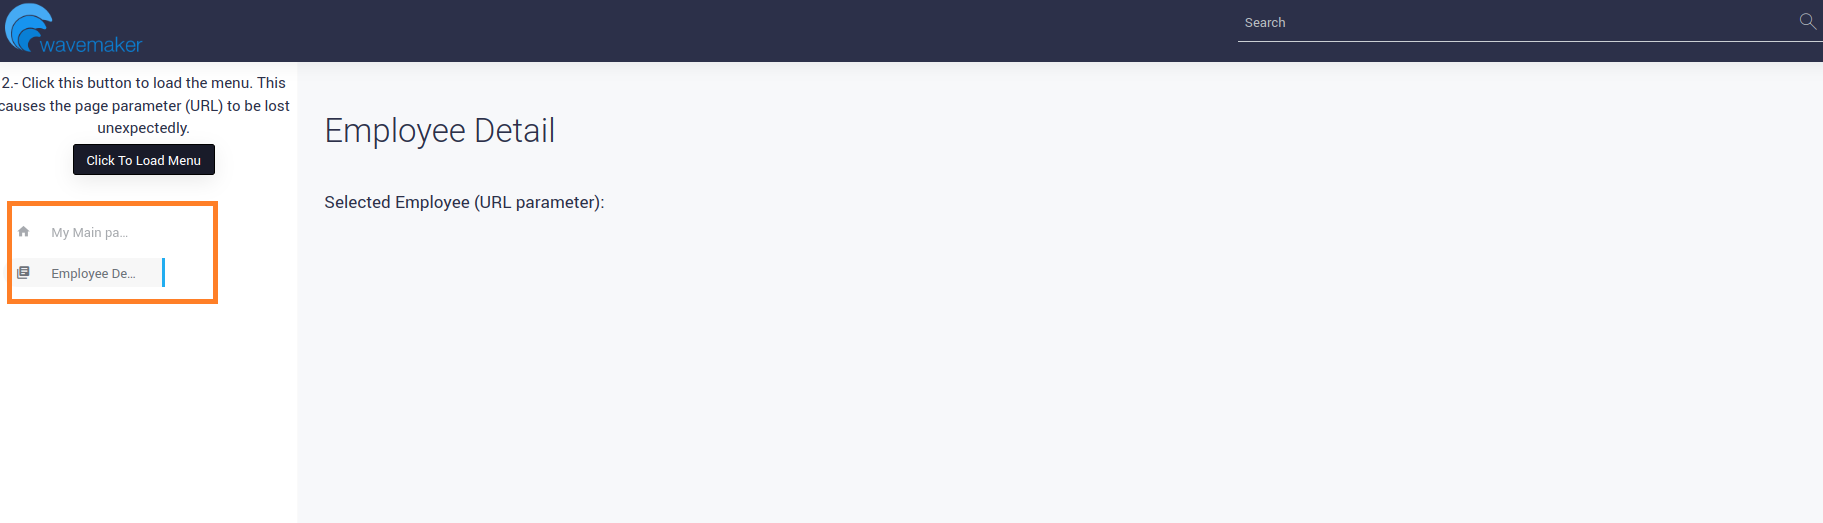 wavemaker
Search
2.- Click this button to load the menu. This
causes the page parameter (URL) to be lost
unexpectedly.
Click To Load Menu
My Main pa...
Employee De...
Employee Detail
Selected Employee (URL parameter):